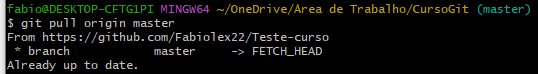 fabio@DESKTOP-CFTG1PI MINGW64 ~/OneDrive/Área de Trabalho/CursoGit (master)
$ git pull origin master
From https://github.com/Fabiolex22/Teste-curso
 * branch            master     -> FETCH_HEAD
Already up to date.